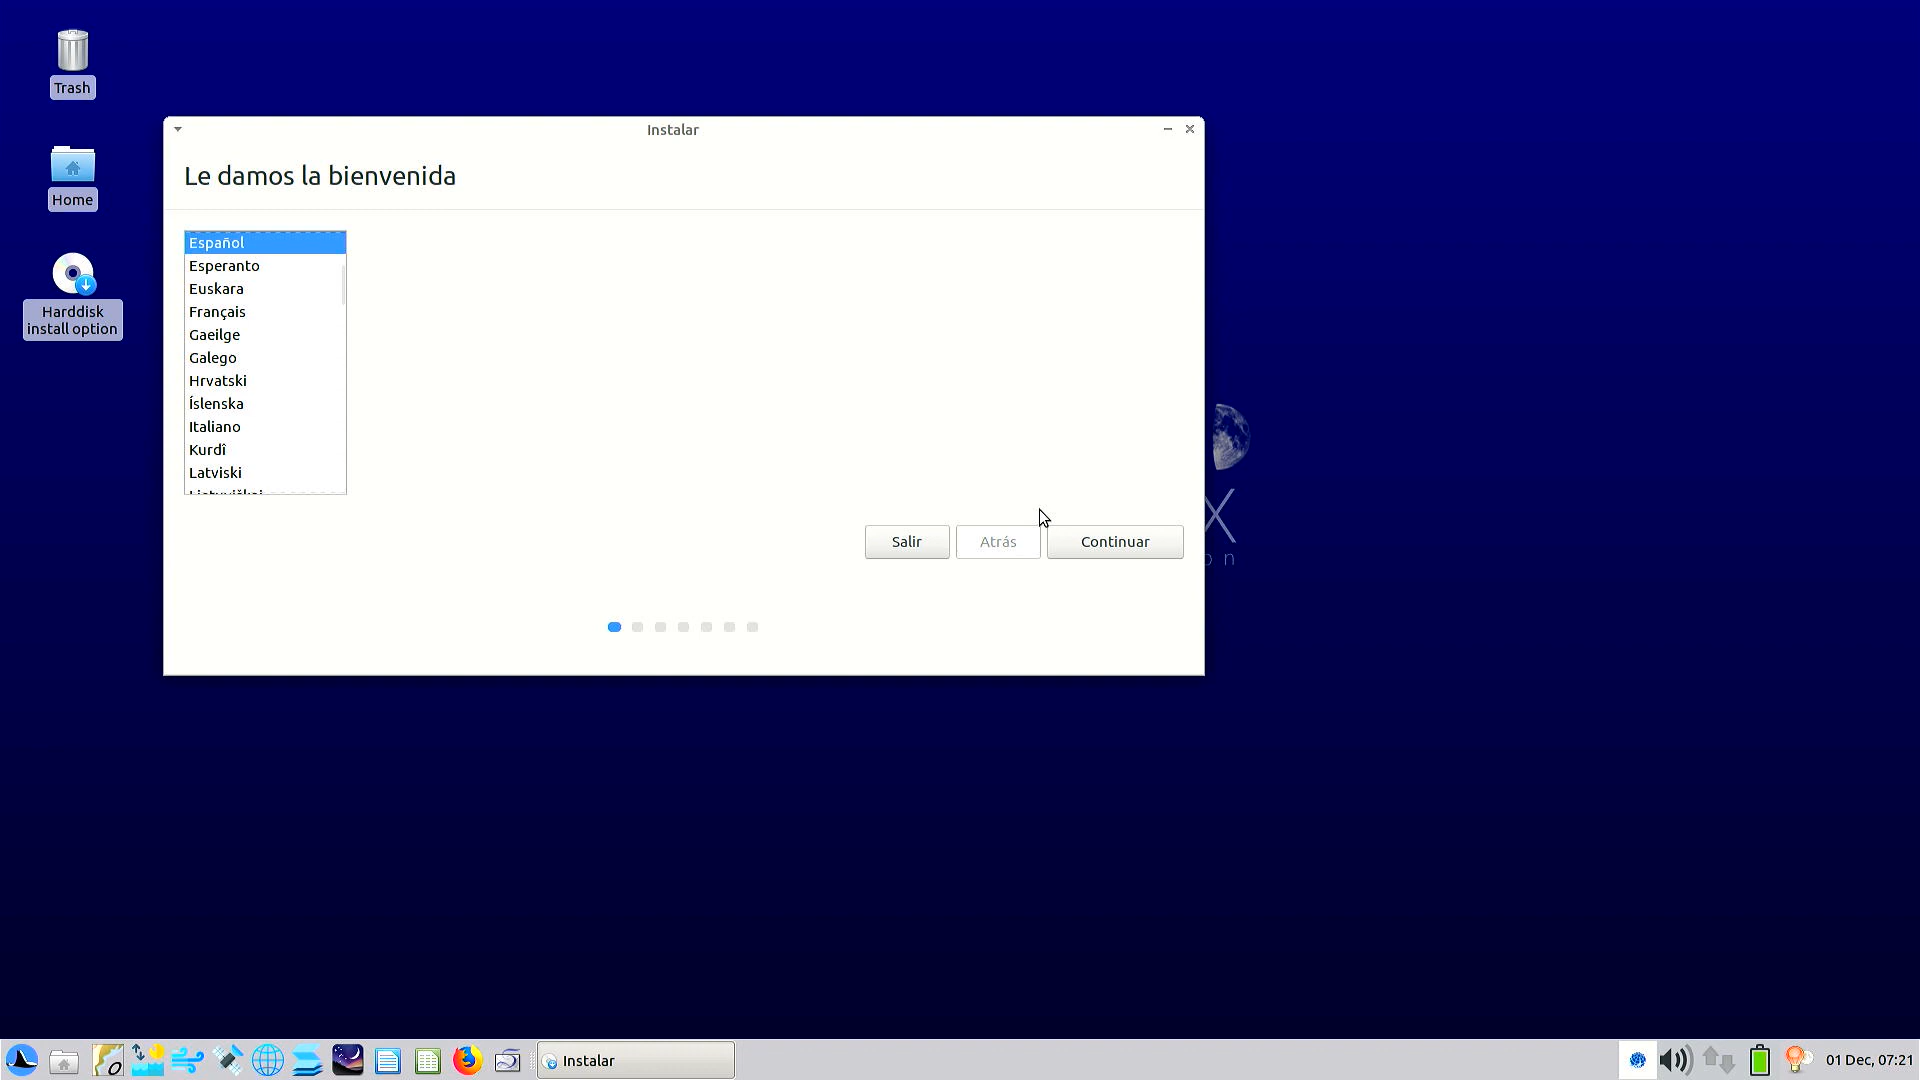 Trash
Home
Harddisk
install option
Instalar
Le damos la bienvenida
Español
Esperanto
Euskara
Français
Gaeilge
Galego
Hrvatski
Íslenska
Italiano
Kurdî
Latviski
Salir
Atrás
Continuar
X
on
Instalar
01 Dec, 07:21